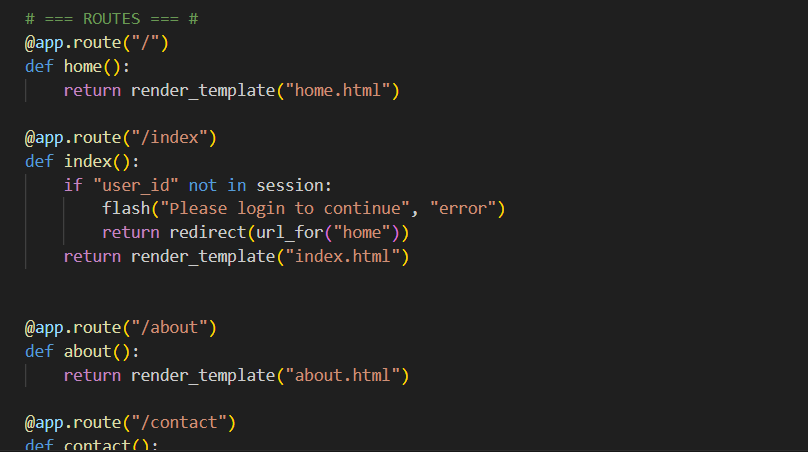 # === ROUTES === #
@app.route("/")
def home():
    return render_template("home.html")

@app.route("/index")
def index():
    if "user_id" not in session:
        flash("Please login to continue", "error")
        return redirect(url_for("home"))
    return render_template("index.html")


@app.route("/about")
def about():
    return render_template("about.html")

@app.route("/contact")
def contact():